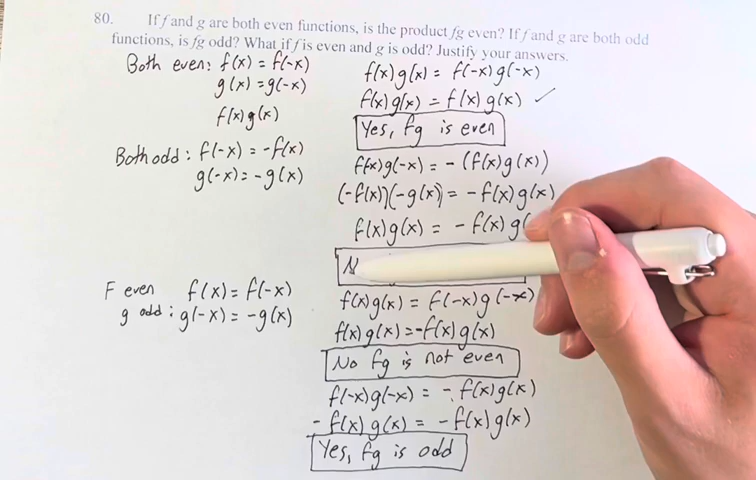 80. If f and g are both even functions, is the product fg even? If f and g are both odd
functions, is fg odd? What if f is even and g is odd? Justify your answers.
Both even: f(x) = f(-x)
g(x) = g(-x)
f(x)g(x)
f(x)g(x) = f(-x)g(-x)
f(x)g(x) = f(x)g(x) ✓
Yes, fg is even
Both odd: f(-x) = -f(x)
g(-x) = -g(x)
f(-x)g(-x) = -(f(x)g(x))
(-f(x))(-g(x)) = -f(x)g(x)
f(x)g(x) = -f(x)g(
F even f(x) = f(-x)
g odd: g(-x) = -g(x)
f(x)g(x) = f(-x)g(-x)
f(x)g(x) = -f(x)g(x)
No fg is not even
f(-x)g(-x) = -f(x)g(x)
-f(x)g(x) = -f(x)g(x)
Yes, fg is odd